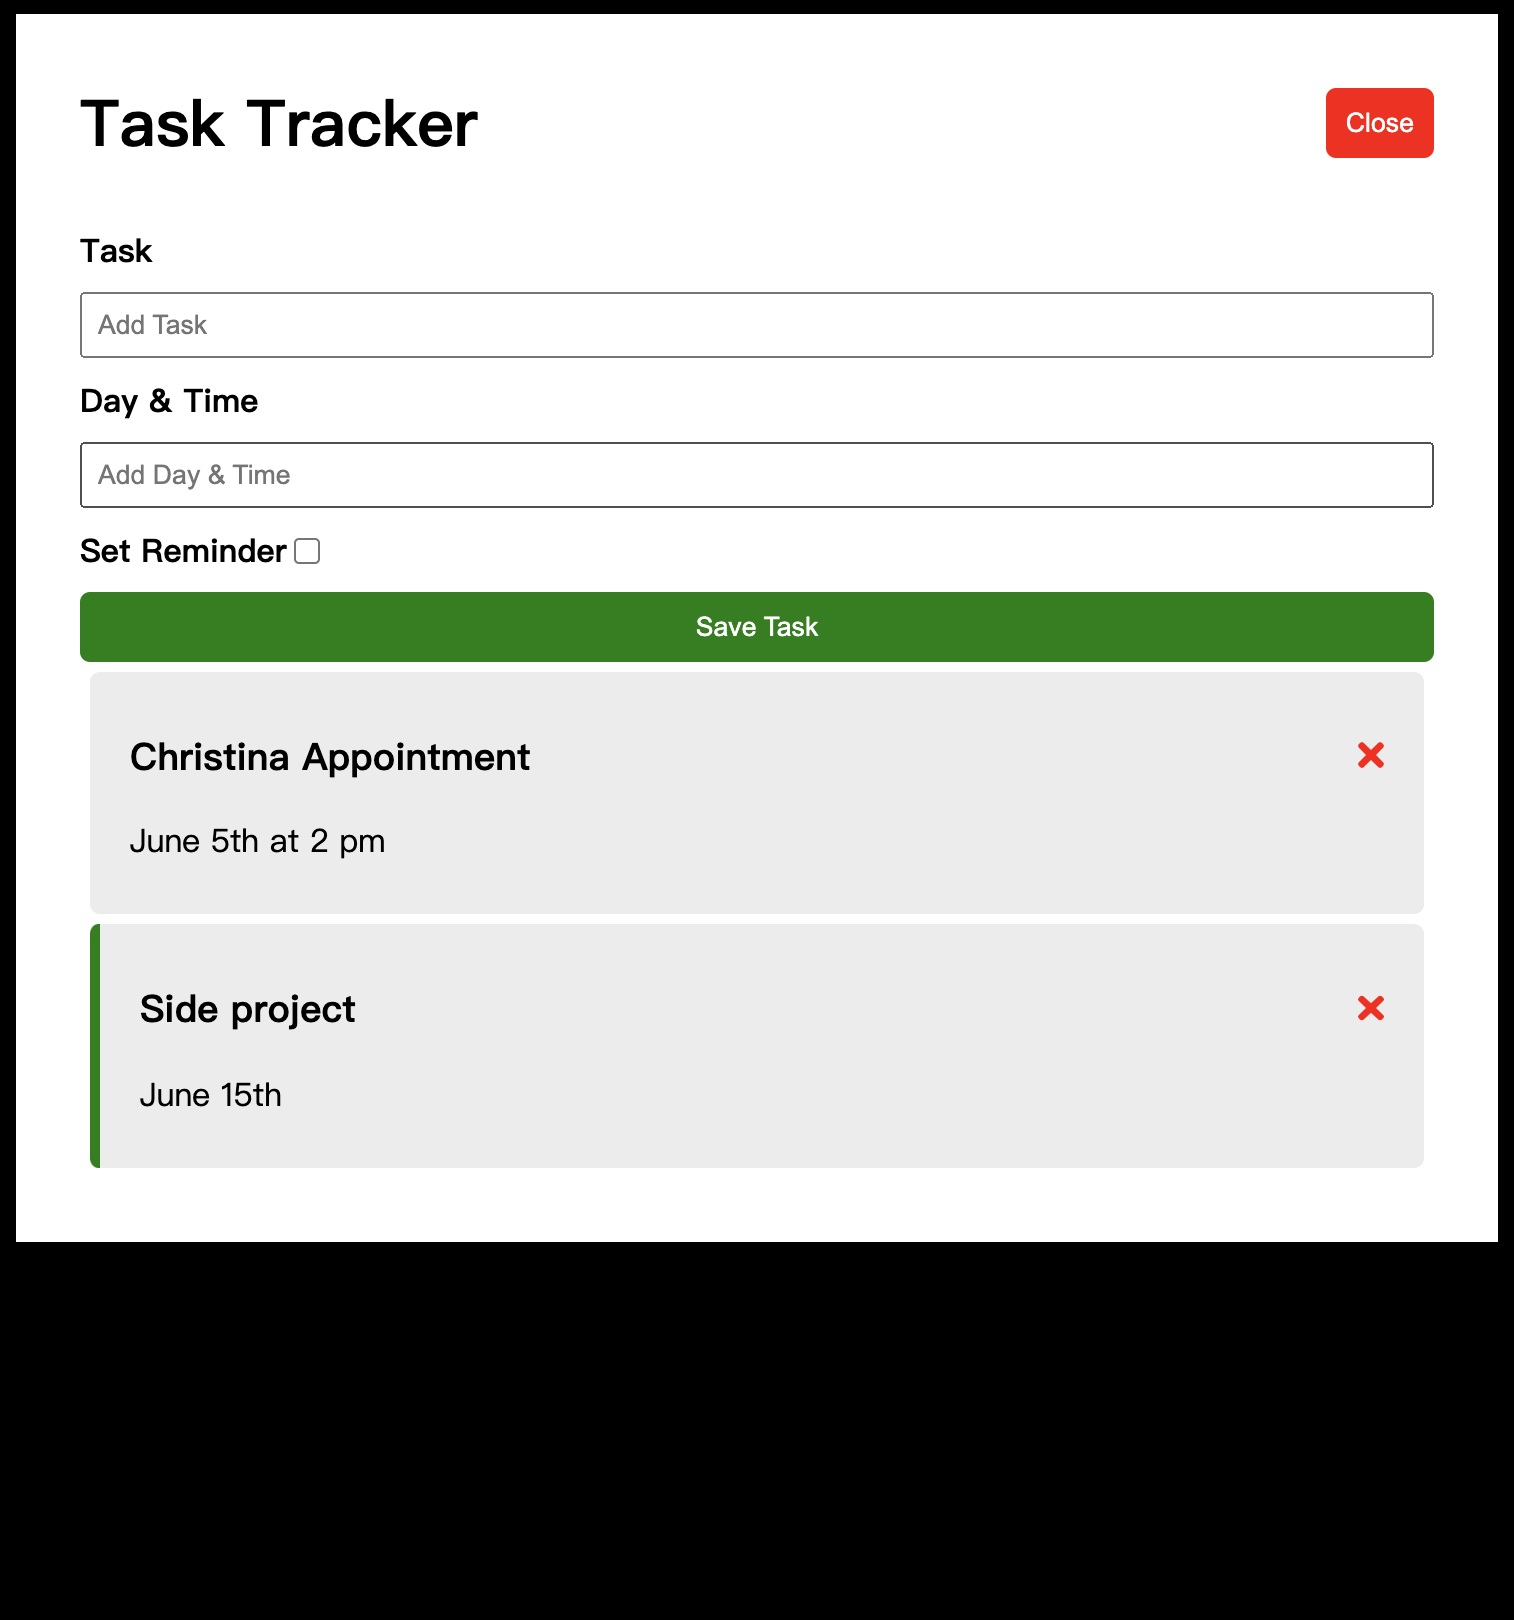 Task Tracker
Close
Task
Add Task
Day & Time
Add Day & Time
Set Reminder
Save Task
Christina Appointment
June 5th at 2 pm
Side project
June 15th